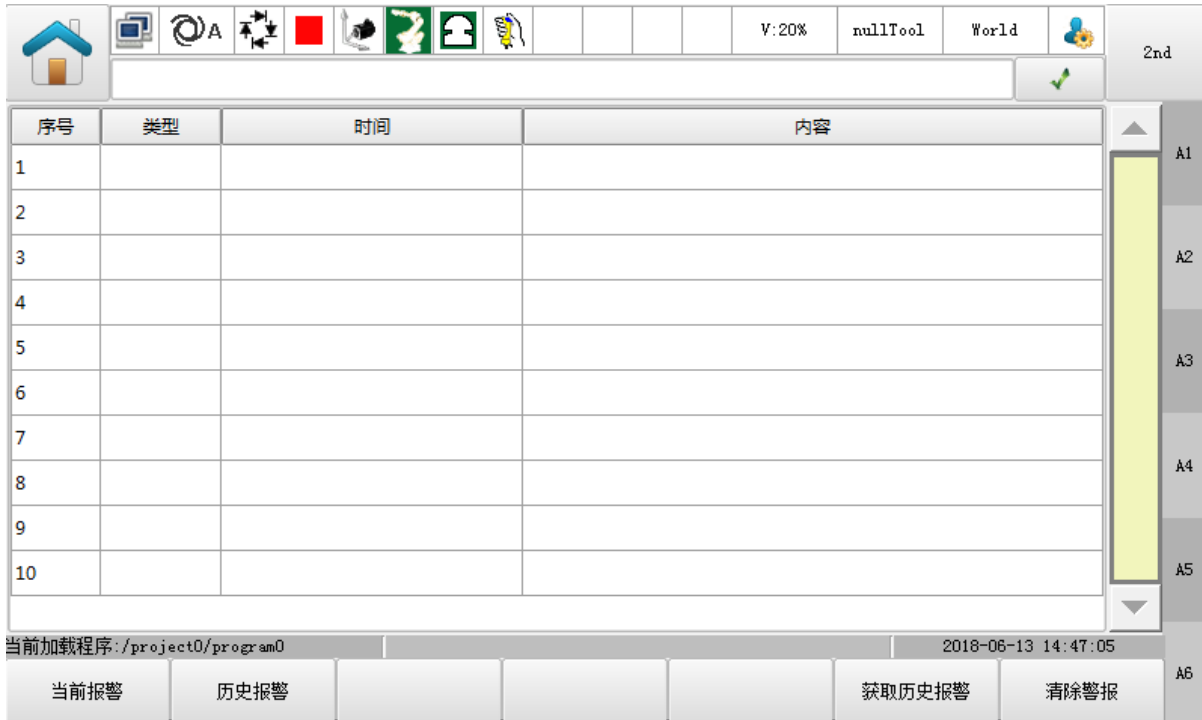 A V:20% nullTool World 2nd
序号 类型 时间 内容
1
2
3
4
5
6
7
8
9
10
A1
A2
A3
A4
A5
A6
当前加载程序:/project0/program0 2018-06-13 14:47:05
当前报警 历史报警 获取历史报警 清除警报